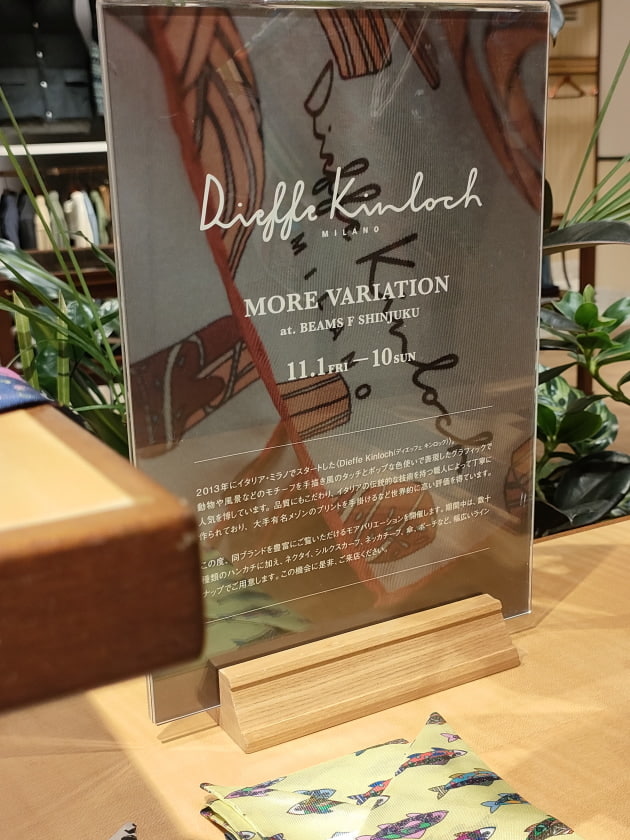 Dieffe Kinloch
MILANO
MORE VARIATION
at. BEAMS F SHINJUKU
11.1 FRI — 10 SUN
2013年にイタリア・ミラノでスタートした〈Dieffe Kinloch(ディエッフェ キンロック)〉。
動物や風景などのモチーフを手描き風のタッチとポップな色使いで表現したグラフィックで
人気を博しています。品質にもこだわり、イタリアの伝統的な技術を持つ職人によって丁寧に
作られており、大手有名メゾンのプリントを手掛けるなど世界的に高い評価を得ています。
この度、同ブランドを豊富にご覧いただけるモアバリエーションを開催します。期間中は、数十
種類のハンカチに加え、ネクタイ、シルクスカーフ、ネッカチーフ、傘、ポーチなど、幅広いライン
ナップでご用意します。この機会に是非、ご来店ください。
Dieffe Kinloch
MILANO